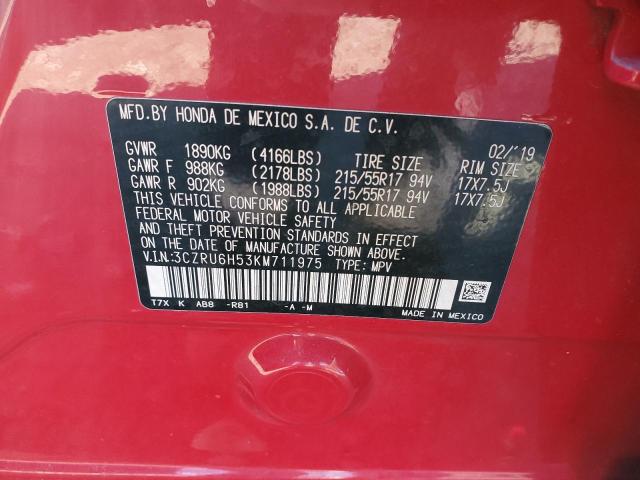 MFD.BY HONDA DE MEXICO S.A. DE C.V.
02/'19
GVWR 1890KG (4166LBS) TIRE SIZE RIM SIZE
GAWR F 988KG (2178LBS) 215/55R17 94V 17X7.5J
GAWR R 902KG (1988LBS) 215/55R17 94V 17X7.5J
THIS VEHICLE CONFORMS TO ALL APPLICABLE
FEDERAL MOTOR VEHICLE SAFETY
AND THEFT PREVENTION STANDARDS IN EFFECT
ON THE DATE OF MANUFACTURE SHOWN ABOVE.
V.I.N:3CZRU6H53KM711975 TYPE: MPV
T7X K AB8 -R81 -A -M MADE IN MEXICO